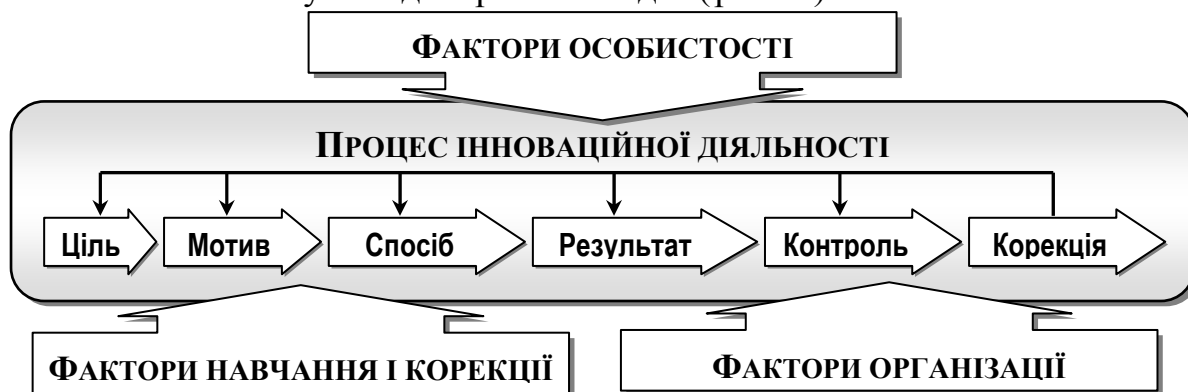 ФАКТОРИ ОСОБИСТОСТІ
ПРОЦЕС ІННОВАЦІЙНОЇ ДІЯЛЬНОСТІ
Ціль Мотив Спосіб Результат Контроль Корекція
ФАКТОРИ НАВЧАННЯ І КОРЕКЦІЇ ФАКТОРИ ОРГАНІЗАЦІЇ